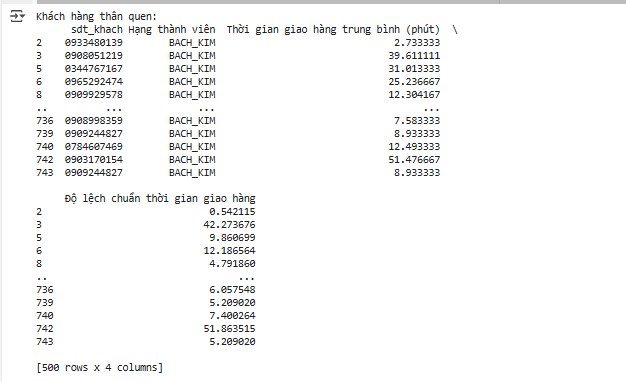 Khách hàng thân quen:
sdt_khach Hạng thành viên Thời gian giao hàng trung bình (phút) \
2 0933480139 BACH_KIM 2.733333
3 0908051219 BACH_KIM 39.611111
5 0344767167 BACH_KIM 31.013333
6 0965292474 BACH_KIM 25.236667
8 0909929578 BACH_KIM 12.304167
.. ... ... ...
736 0908998359 BACH_KIM 7.583333
739 0909244827 BACH_KIM 8.933333
740 0784607469 BACH_KIM 12.493333
742 0903170154 BACH_KIM 51.476667
743 0909244827 BACH_KIM 8.933333
Độ lệch chuẩn thời gian giao hàng
2 0.542115
3 42.273676
5 9.860699
6 12.186564
8 4.791860
.. ...
736 6.057548
739 5.209020
740 7.400264
742 51.863515
743 5.209020
[500 rows x 4 columns]